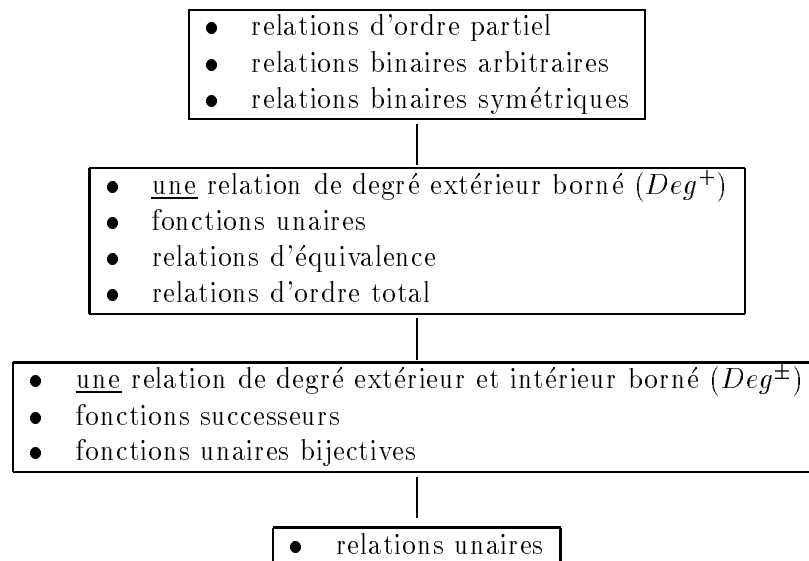 • relations d'ordre partiel
• relations binaires arbitraires
• relations binaires symétriques
• une relation de degré extérieur borné (Deg⁺)
• fonctions unaires
• relations d'équivalence
• relations d'ordre total
• une relation de degré extérieur et intérieur borné (Deg±)
• fonctions successeurs
• fonctions unaires bijectives
• relations unaires